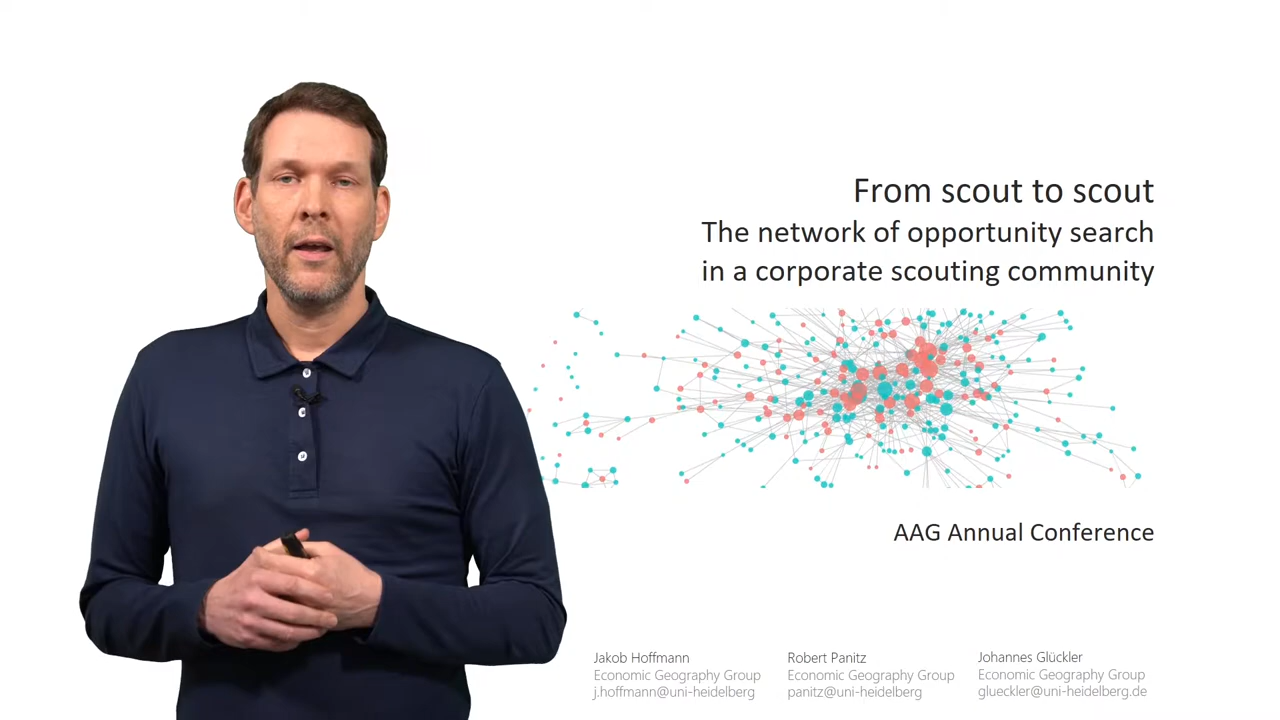 From scout to scout
The network of opportunity search
in a corporate scouting community
AAG Annual Conference
Jakob Hoffmann
Economic Geography Group
j.hoffmann@uni-heidelberg
Robert Panitz
Economic Geography Group
panitz@uni-heidelberg
Johannes Glückler
Economic Geography Group
glueckler@uni-heidelberg.de